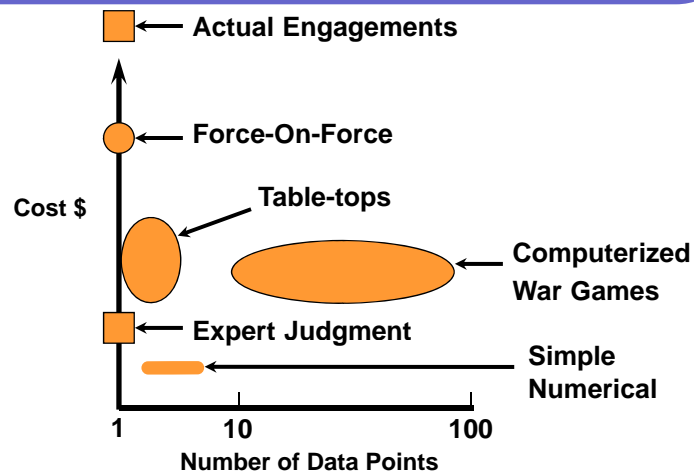 Actual Engagements
Force-On-Force
Table-tops
Cost $
Computerized
War Games
Expert Judgment
Simple
Numerical
1 10 100
Number of Data Points